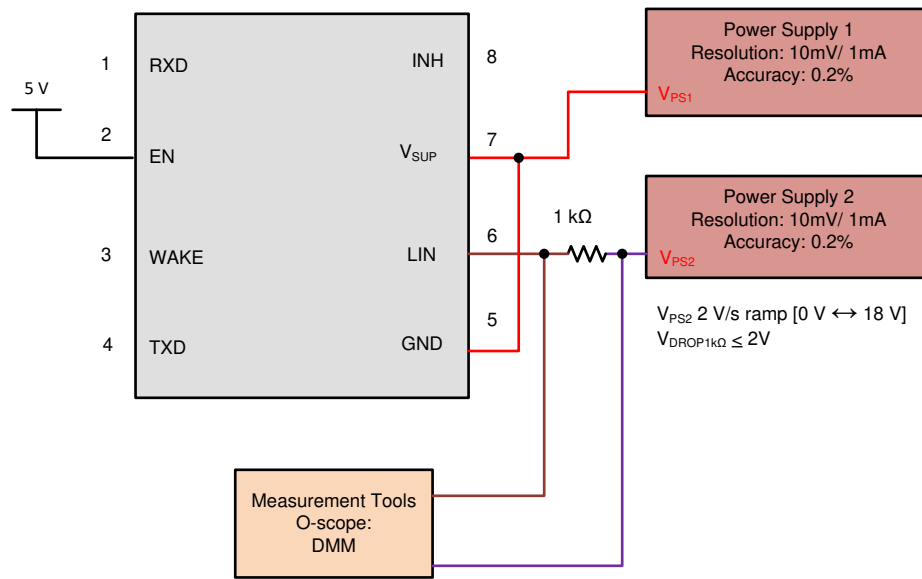 1
RXD
INH
8
5 V
2
EN
VSUP
7
3
WAKE
LIN
6
4
TXD
GND
5
1 kΩ
Power Supply 1
Resolution: 10mV/ 1mA
Accuracy: 0.2%
VPS1
Power Supply 2
Resolution: 10mV/ 1mA
Accuracy: 0.2%
VPS2
VPS2 2 V/s ramp [0 V ↔ 18 V]
VDROP1kΩ ≤ 2V
Measurement Tools
O-scope:
DMM